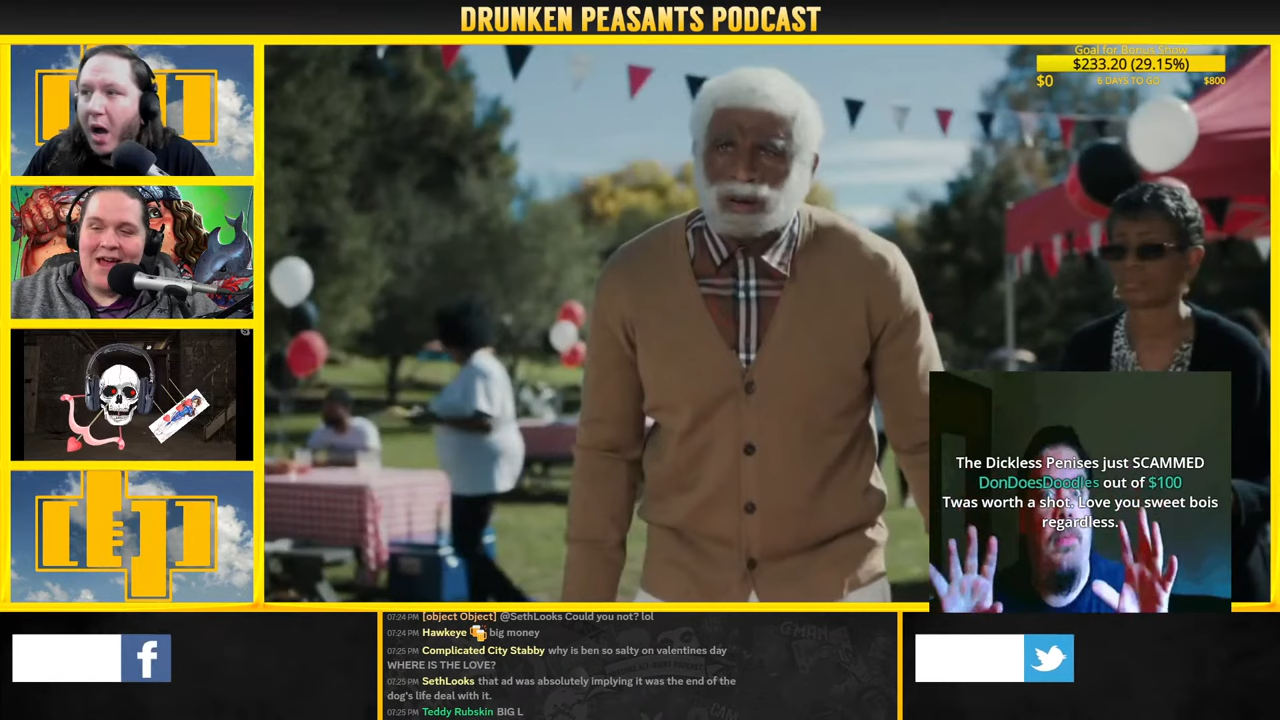 DRUNKEN PEASANTS PODCAST
Goal for Bonus Show
$233.20 (29.15%)
$0
6 DAYS TO GO
$800
The Dickless Penises just SCAMMED
DonDoesDoodles out of $100
Twas worth a shot. Love you sweet bois
regardless.
07:24 PM [object Object] @SethLooks Could you not? lol
07:24 PM Hawkeye big money
07:25 PM Complicated City Stabby why is ben so salty on valentines day
WHERE IS THE LOVE?
07:25 PM SethLooks that ad was absolutely implying it was the end of the
dog's life deal with it.
07:25 PM Teddy Rubskin BIG L